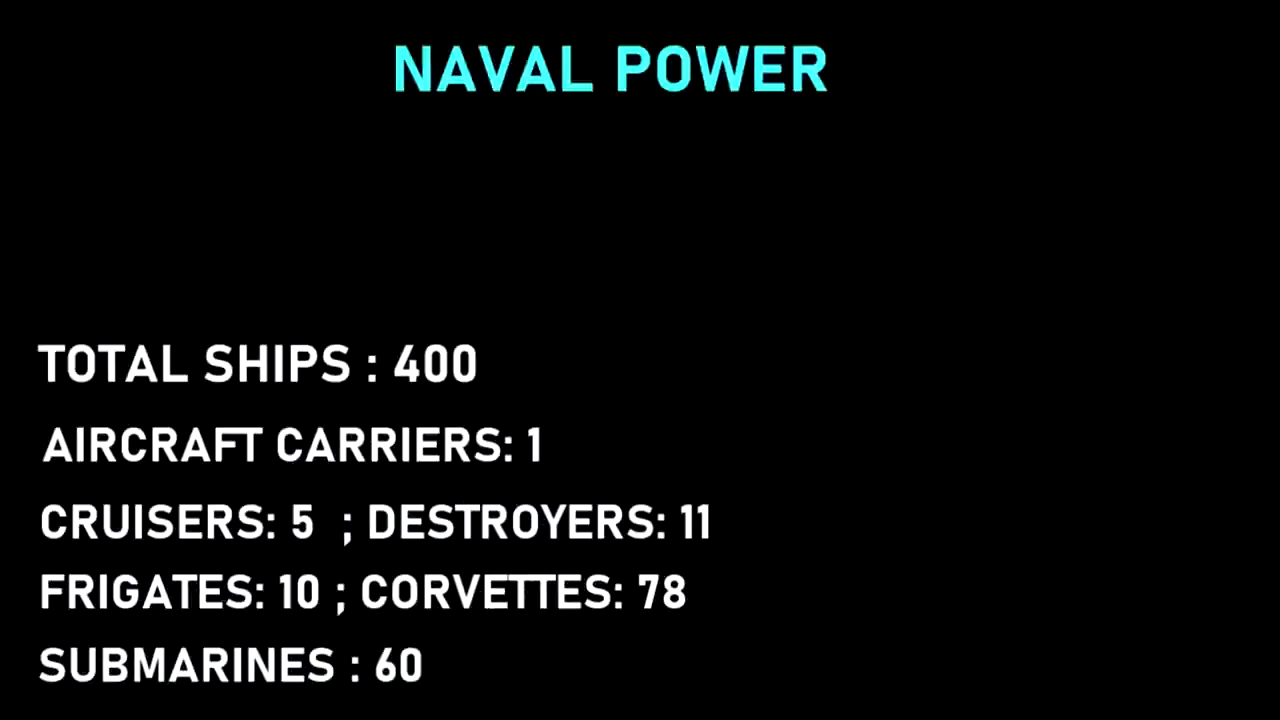 NAVAL POWER
TOTAL SHIPS : 400
AIRCRAFT CARRIERS: 1
CRUISERS: 5 ; DESTROYERS: 11
FRIGATES: 10 ; CORVETTES: 78
SUBMARINES : 60